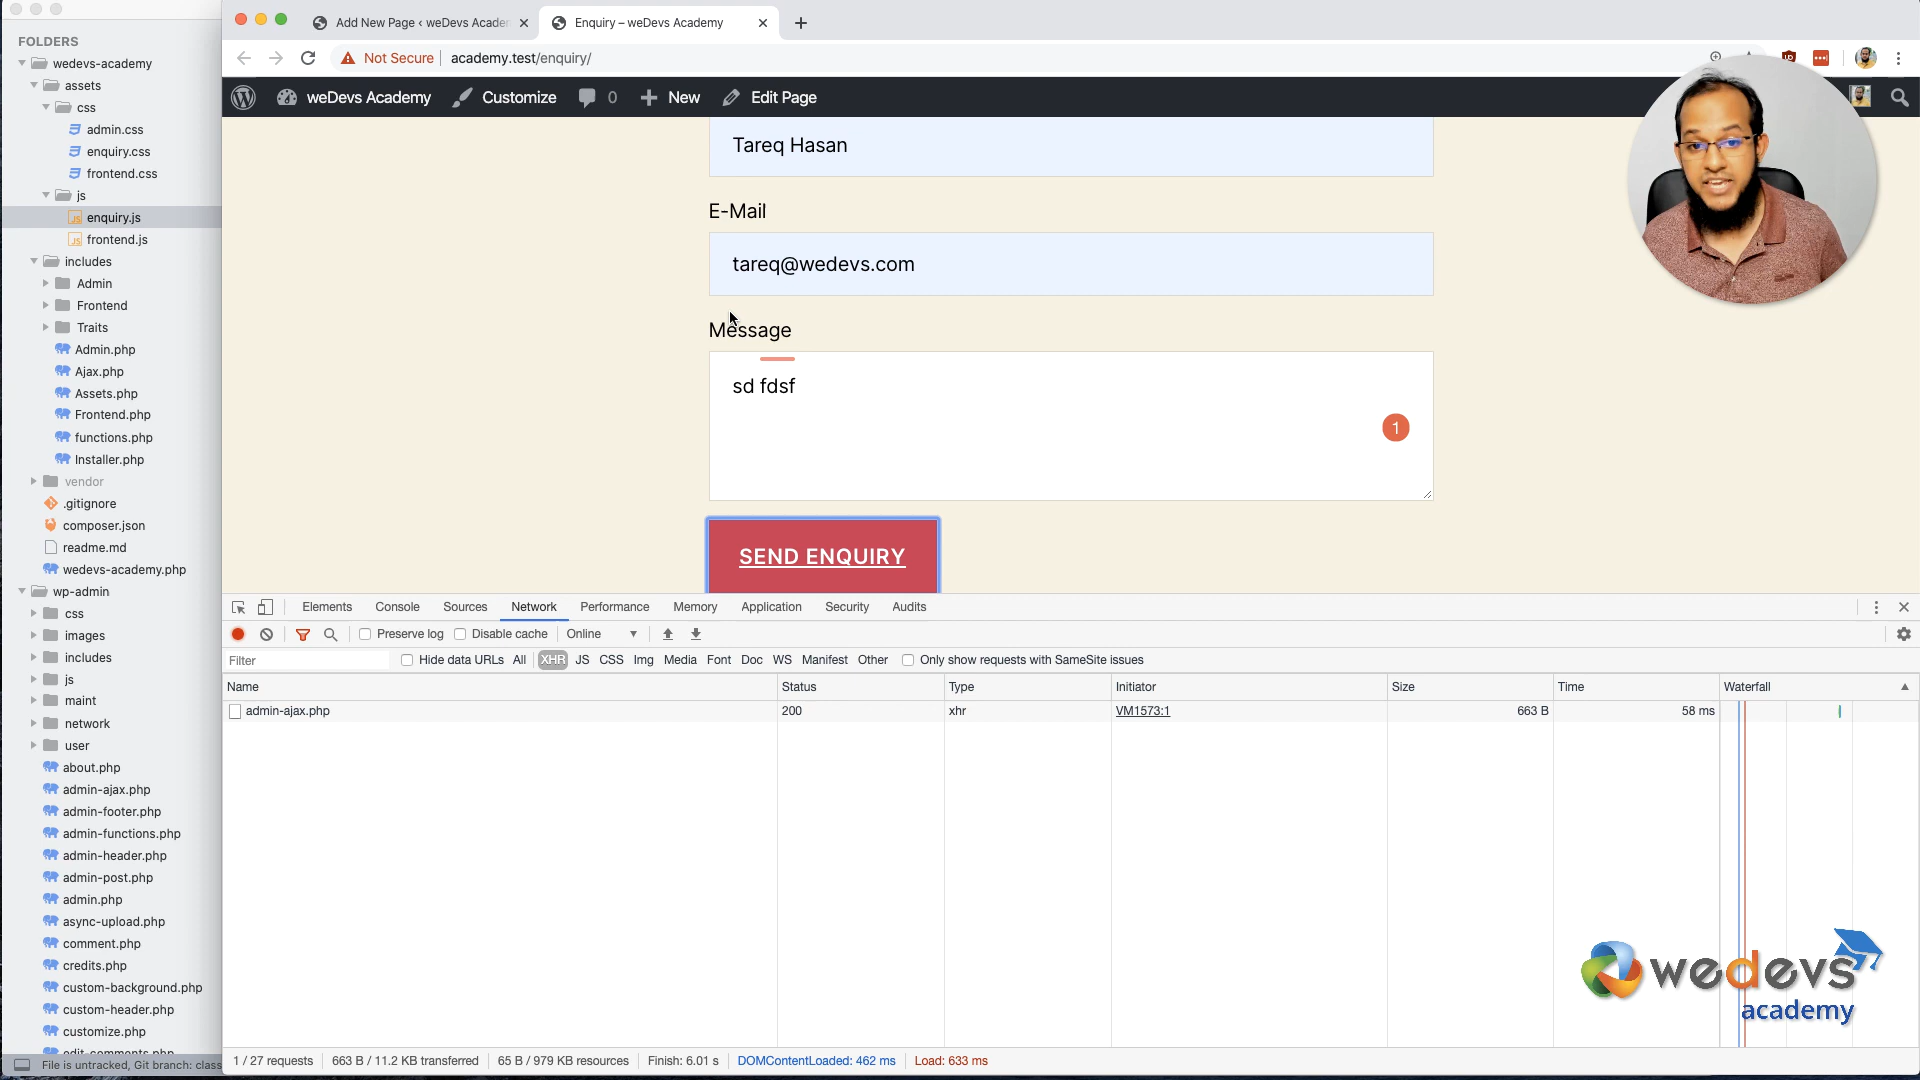 FOLDERS
wedevs-academy
assets
css
admin.css
enquiry.css
frontend.css
js
enquiry.js
frontend.js
includes
Admin
Frontend
Traits
Admin.php
Ajax.php
Assets.php
Frontend.php
functions.php
Installer.php
vendor
.gitignore
composer.json
readme.md
wedevs-academy.php
wp-admin
css
images
includes
js
maint
network
user
about.php
admin-ajax.php
admin-footer.php
admin-functions.php
admin-header.php
admin-post.php
admin.php
async-upload.php
comment.php
credits.php
custom-background.php
custom-header.php
customize.php
edit-comments.php
File is untracked, Git branch: class
Add New Page ‹ weDevs Acaden
Enquiry – weDevs Academy
Not Secure academy.test/enquiry/
weDevs Academy Customize 0 New Edit Page
Tareq Hasan
E-Mail
tareq@wedevs.com
Message
sd fdsf
1
SEND ENQUIRY
Elements Console Sources Network Performance Memory Application Security Audits
Preserve log Disable cache Online
Filter Hide data URLs All XHR JS CSS Img Media Font Doc WS Manifest Other Only show requests with SameSite issues
Name Status Type Initiator Size Time Waterfall
admin-ajax.php 200 xhr VM1573:1 663 B 58 ms
wedevs
academy
1 / 27 requests 663 B / 11.2 KB transferred 65 B / 979 KB resources Finish: 6.01 s DOMContentLoaded: 462 ms Load: 633 ms